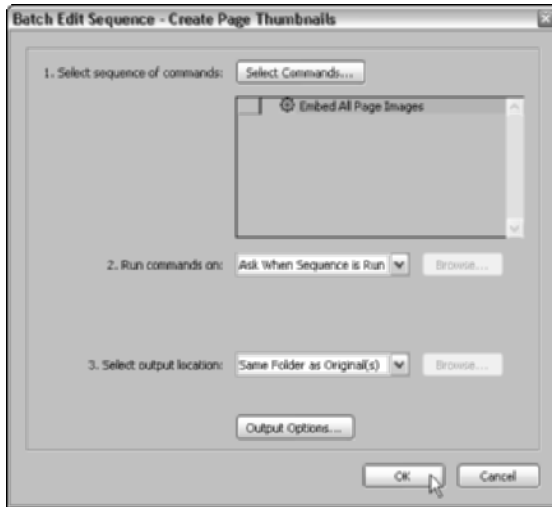 Batch Edit Sequence - Create Page Thumbnails
1. Select sequence of commands: Select Commands...
Embed All Page Images
2. Run commands on: Ask When Sequence is Run Browse...
3. Select output location: Same Folder as Original(s) Browse...
Output Options...
OK Cancel